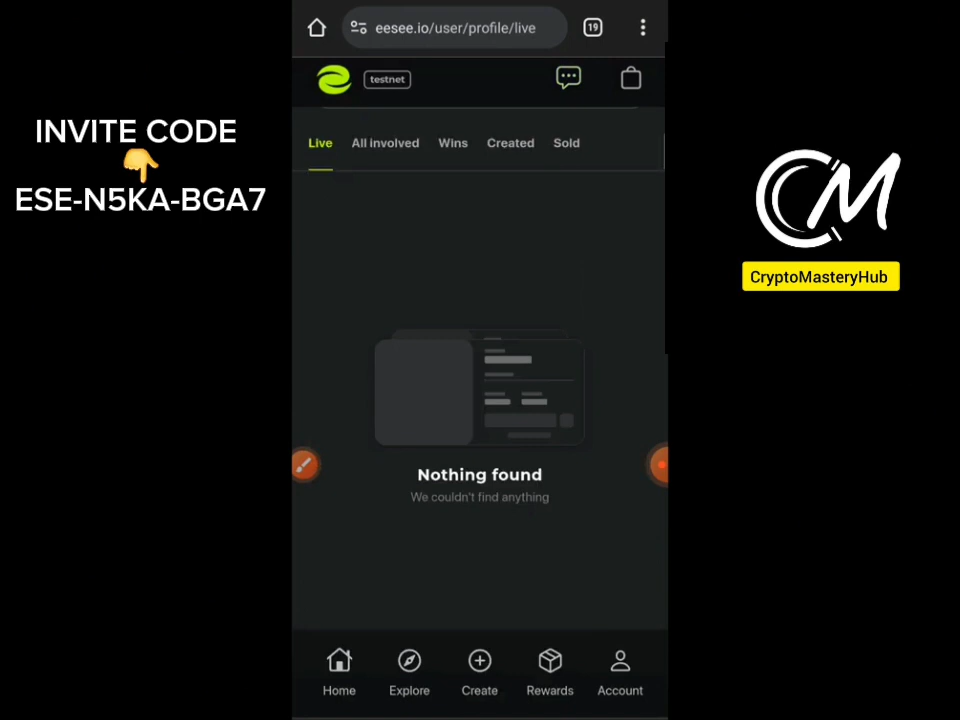 INVITE CODE
👇
ESE-N5KA-BGA7
eesee.io/user/profile/live
19
testnet
Live
All involved
Wins
Created
Sold
Nothing found
We couldn't find anything
Home
Explore
Create
Rewards
Account
CM
CryptoMasteryHub